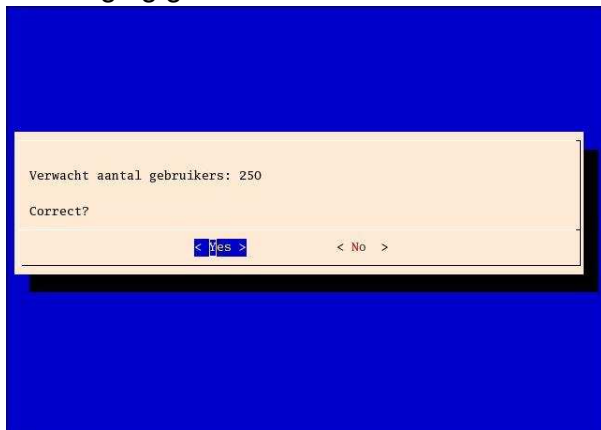 Verwacht aantal gebruikers: 250
Correct?
< Yes > < No >